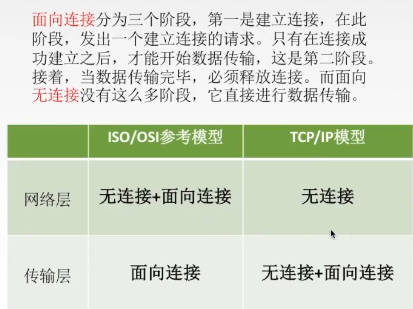 面向连接分为三个阶段，第一是建立连接，在此
阶段，发出一个建立连接的请求。只有在连接成
功建立之后，才能开始数据传输，这是第二阶段。
接着，当数据传输完毕，必须释放连接。而面向
无连接没有这么多阶段，它直接进行数据传输。
ISO/OSI参考模型 TCP/IP模型
网络层 无连接+面向连接 无连接
传输层 面向连接 无连接+面向连接